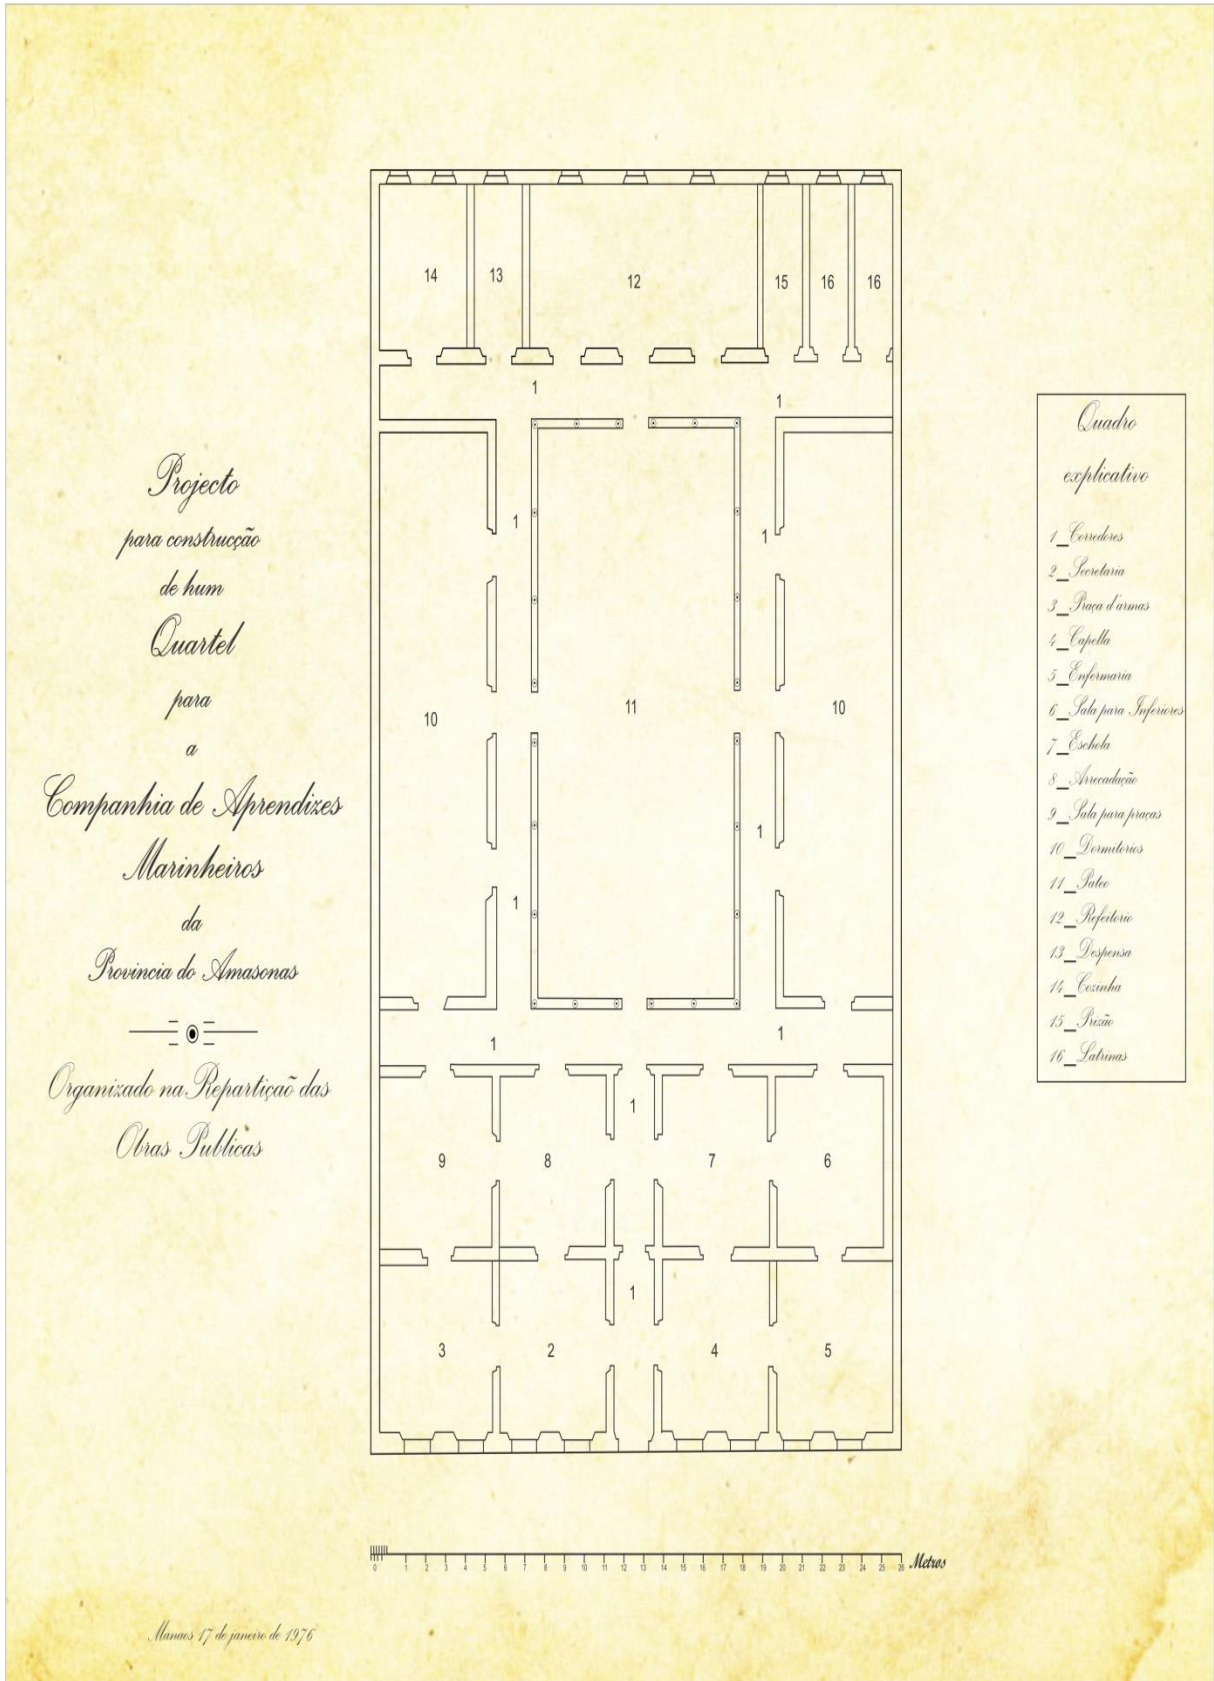 Projecto
para construcção
de hum
Quartel
para
a
Companhia de Aprendizes
Marinheiros
da
Provincia do Amasonas
Organizado na Repartiçaõ das
Obras Publicas
14 13 12 15 16 16
1 1
1 1
10 11 10
1 1
1 1
1
9 8 7 6
1
3 2 4 5
Quadro
explicativo
1_Corredores
2_Secretaria
3_Praça d'armas
4_Capella
5_Enfermaria
6_Sala para Inferiores
7_Eschola
8_Arrecadação
9_Sala para praças
10_Dormitorios
11_Pateo
12_Refeitorio
13_Despensa
14_Cozinha
15_Prizão
16_Latrinas
0 1 2 3 4 5 6 7 8 9 10 11 12 13 14 15 16 17 18 19 20 21 22 23 24 25 26 Metros
Manaos 17 de janeiro de 1976